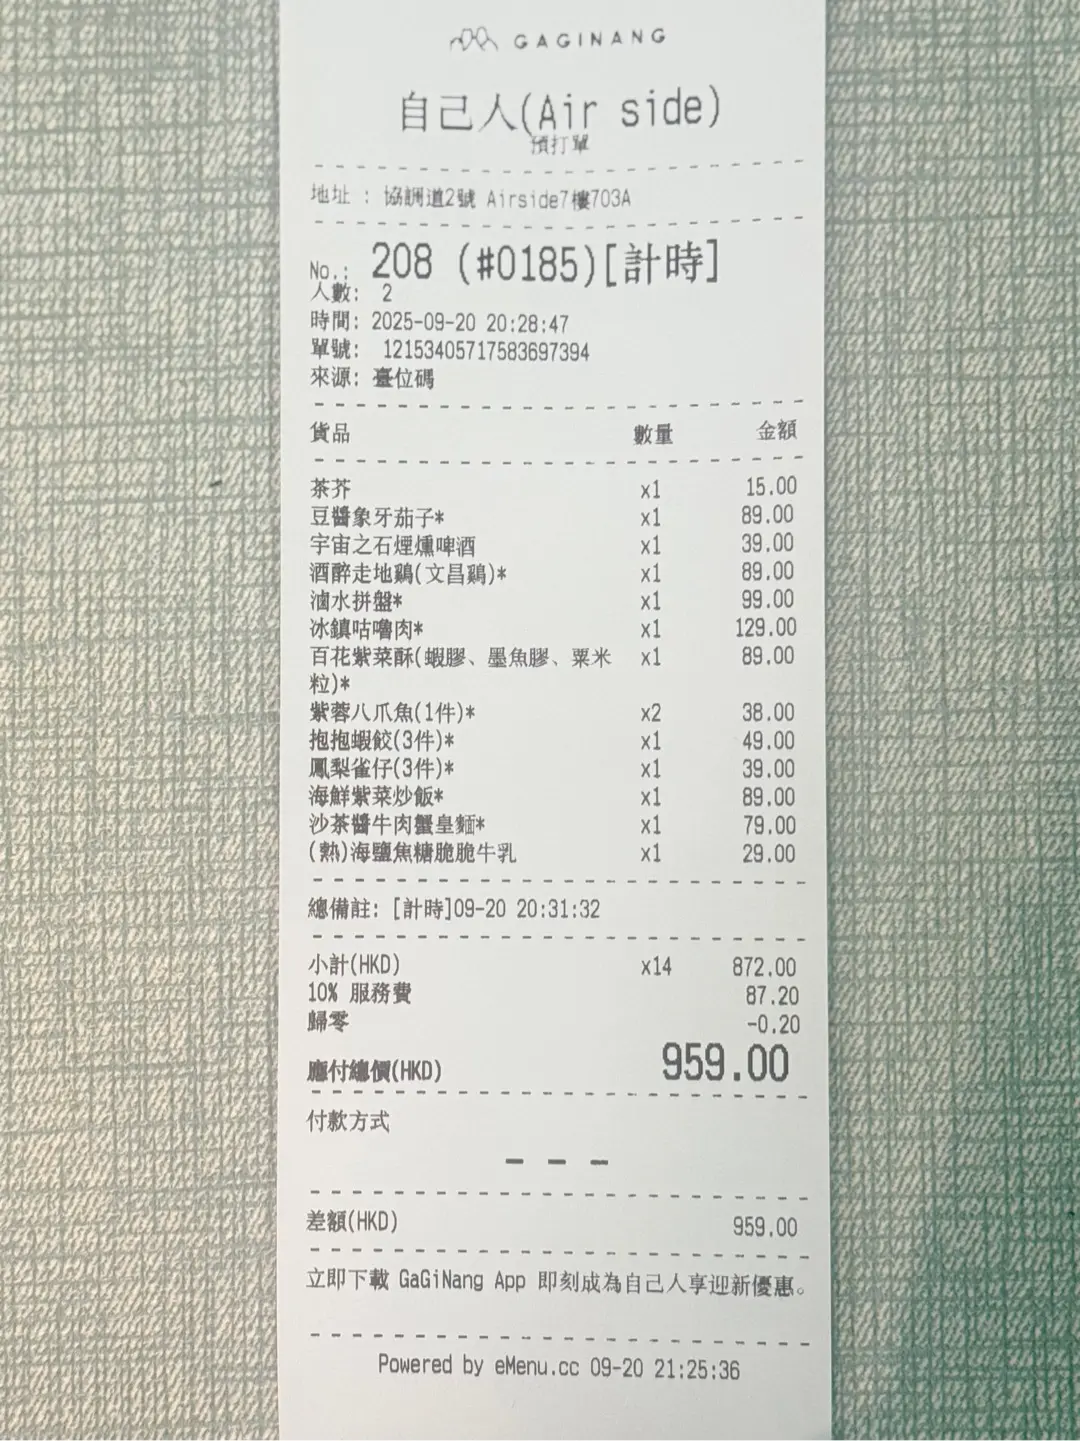 GAGINANG
自己人(Air side)
預打單
地址 : 協調道2號 Airside7樓703A
No.: 208 (#0185)[計時]
人數: 2
時間: 2025-09-20 20:28:47
單號: 12153405717583697394
來源: 臺位碼
貨品 數量 金額
茶芥 x1 15.00
豆醬象牙茄子* x1 89.00
宇宙之石煙燻啤酒 x1 39.00
酒醉走地鷄(文昌鷄)* x1 89.00
滷水拼盤* x1 99.00
冰鎮咕嚕肉* x1 129.00
百花紫菜酥(蝦膠、墨魚膠、粟米 x1 89.00
粒)*
紫蓉八爪魚(1件)* x2 38.00
抱抱蝦餃(3件)* x1 49.00
鳳梨雀仔(3件)* x1 39.00
海鮮紫菜炒飯* x1 89.00
沙茶醬牛肉蟹皇麵* x1 79.00
(熱)海鹽焦糖脆脆牛乳 x1 29.00
總備註: [計時]09-20 20:31:32
小計(HKD) x14 872.00
10% 服務費 87.20
歸零 -0.20
應付總價(HKD) 959.00
付款方式
---
差額(HKD) 959.00
立即下載 GaGiNang App 即刻成為自己人享迎新優惠。
Powered by eMenu.cc 09-20 21:25:36